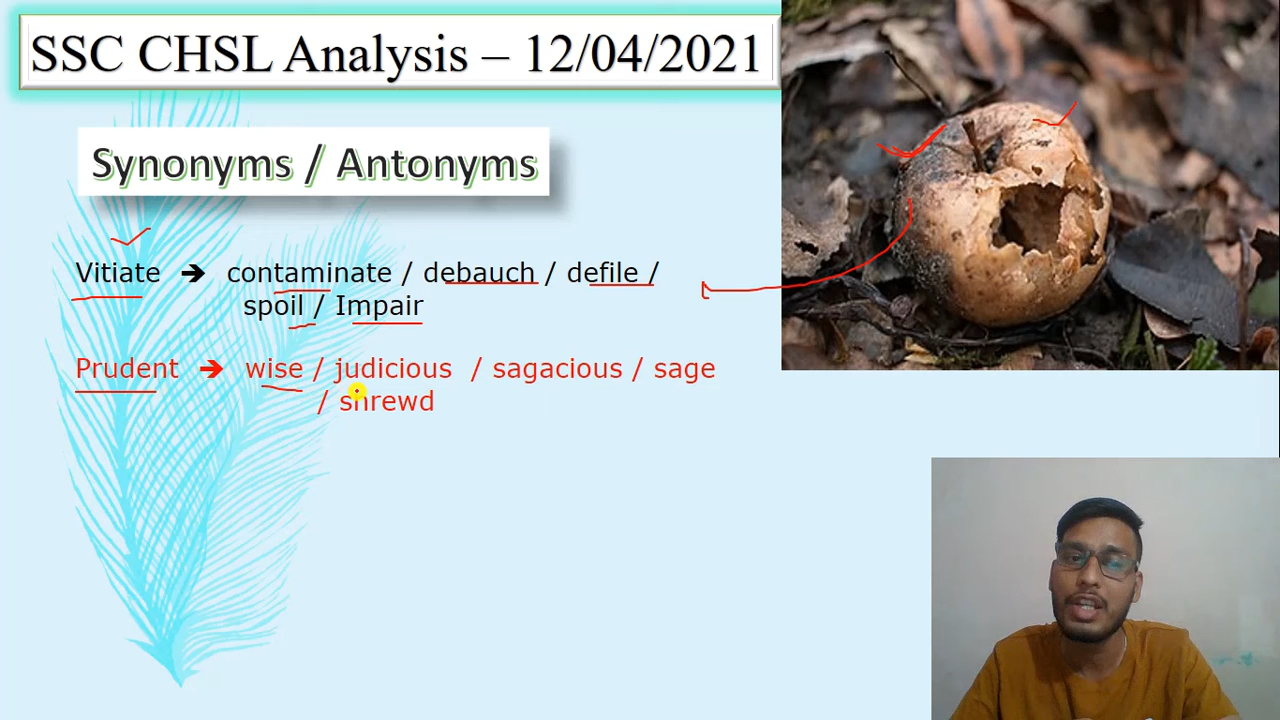 SSC CHSL Analysis – 12/04/2021
Synonyms / Antonyms
Vitiate ➔ contaminate / debauch / defile /
spoil / Impair
Prudent ➔ wise / judicious / sagacious / sage
/ shrewd